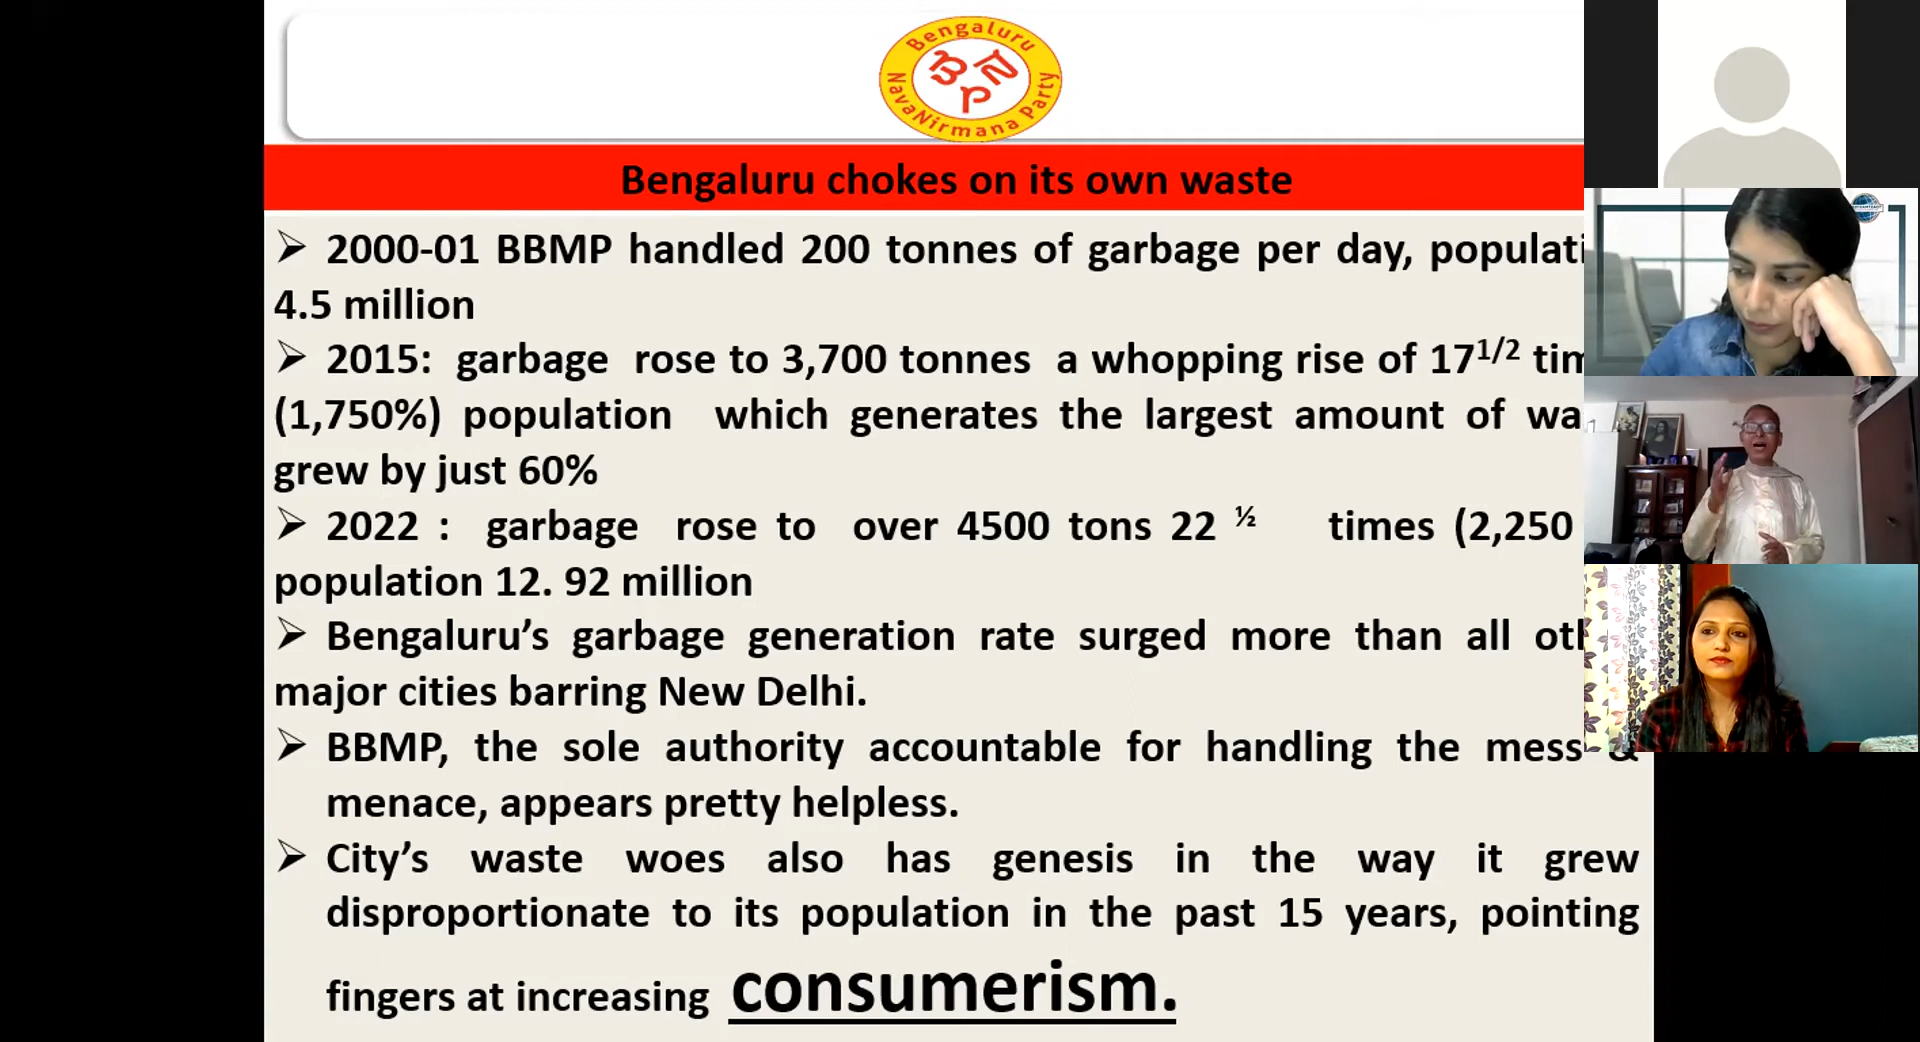 Bengaluru
NavaNirmana Party
Bengaluru chokes on its own waste
➢ 2000-01 BBMP handled 200 tonnes of garbage per day, populati
4.5 million
➢ 2015: garbage rose to 3,700 tonnes a whopping rise of 17 1/2 tim
(1,750%) population which generates the largest amount of wa
grew by just 60%
➢ 2022 : garbage rose to over 4500 tons 22 ½ times (2,250
population 12. 92 million
➢ Bengaluru’s garbage generation rate surged more than all oth
major cities barring New Delhi.
➢ BBMP, the sole authority accountable for handling the mess &
menace, appears pretty helpless.
➢ City’s waste woes also has genesis in the way it grew
disproportionate to its population in the past 15 years, pointing
fingers at increasing consumerism.